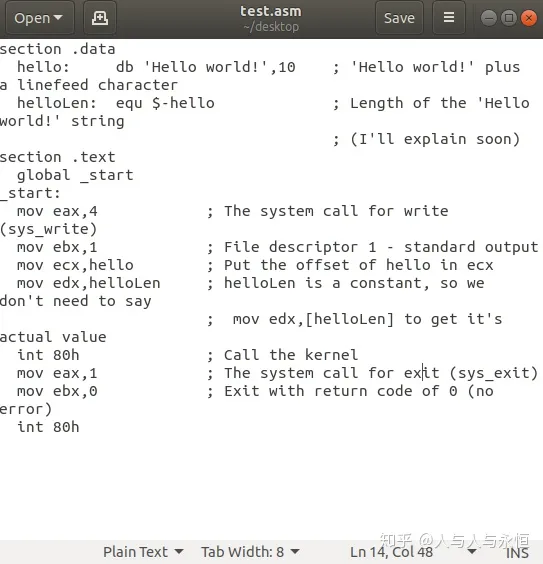 Open
test.asm
~/desktop
Save
section .data
  hello:     db 'Hello world!',10    ; 'Hello world!' plus
a linefeed character
  helloLen:  equ $-hello             ; Length of the 'Hello
world!' string
                                     ; (I'll explain soon)
section .text
  global _start
_start:
  mov eax,4            ; The system call for write
(sys_write)
  mov ebx,1            ; File descriptor 1 - standard output
  mov ecx,hello        ; Put the offset of hello in ecx
  mov edx,helloLen     ; helloLen is a constant, so we
don't need to say
                       ;  mov edx,[helloLen] to get it's
actual value
  int 80h              ; Call the kernel
  mov eax,1            ; The system call for exit (sys_exit)
  mov ebx,0            ; Exit with return code of 0 (no
error)
  int 80h
知乎 @人与人与永恒
Plain Text
Tab Width: 8
Ln 14, Col 48
INS